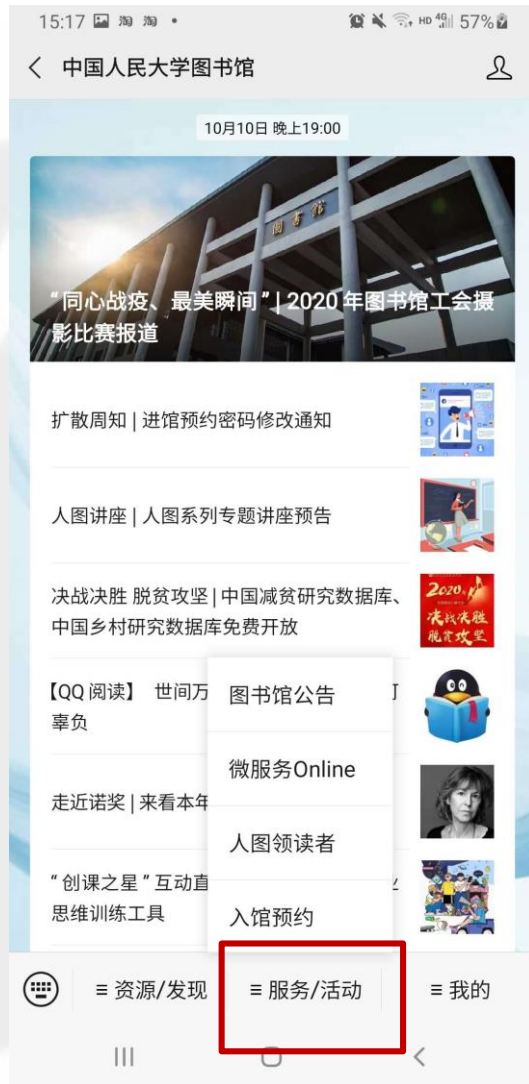 15:17 淘 淘 • HD 4G 57%
中国人民大学图书馆
10月10日 晚上19:00
圖書館
“同心战疫、最美瞬间”| 2020 年图书馆工会摄
影比赛报道
扩散周知 | 进馆预约密码修改通知
人图讲座 | 人图系列专题讲座预告
决战决胜 脱贫攻坚 | 中国减贫研究数据库、
中国乡村研究数据库免费开放
2020
决战决胜
脱贫攻坚
【QQ 阅读】 世间万
辜负
走近诺奖 | 来看本年
“创课之星”互动直
思维训练工具
图书馆公告
微服务Online
人图领读者
入馆预约
≡ 资源/发现 ≡ 服务/活动 ≡ 我的